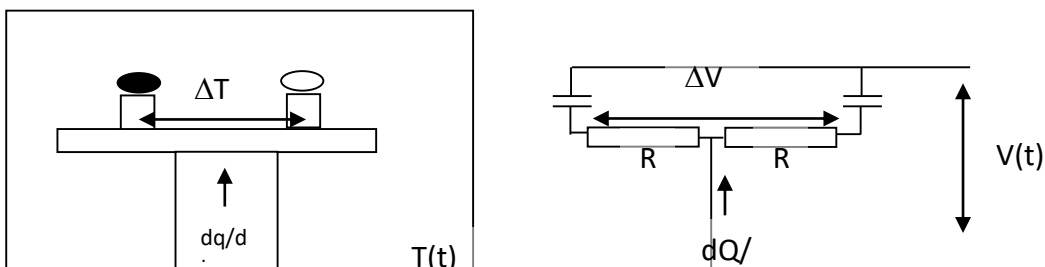 ΔT
dq/d
T(t)
ΔV
R R
V(t)
dQ/